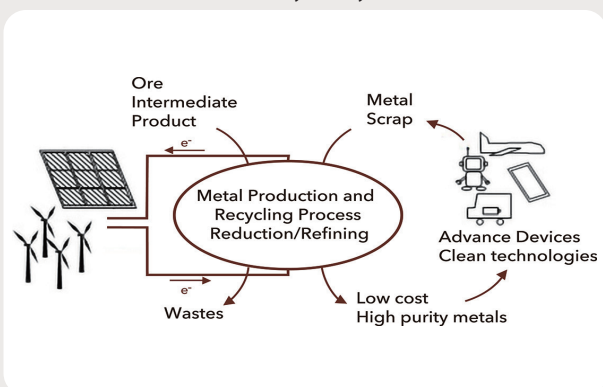 Ore
Intermediate
Product
Metal
Scrap
e-
Metal Production and
Recycling Process
Reduction/Refining
Advance Devices
Clean technologies
e-
Wastes
Low cost
High purity metals